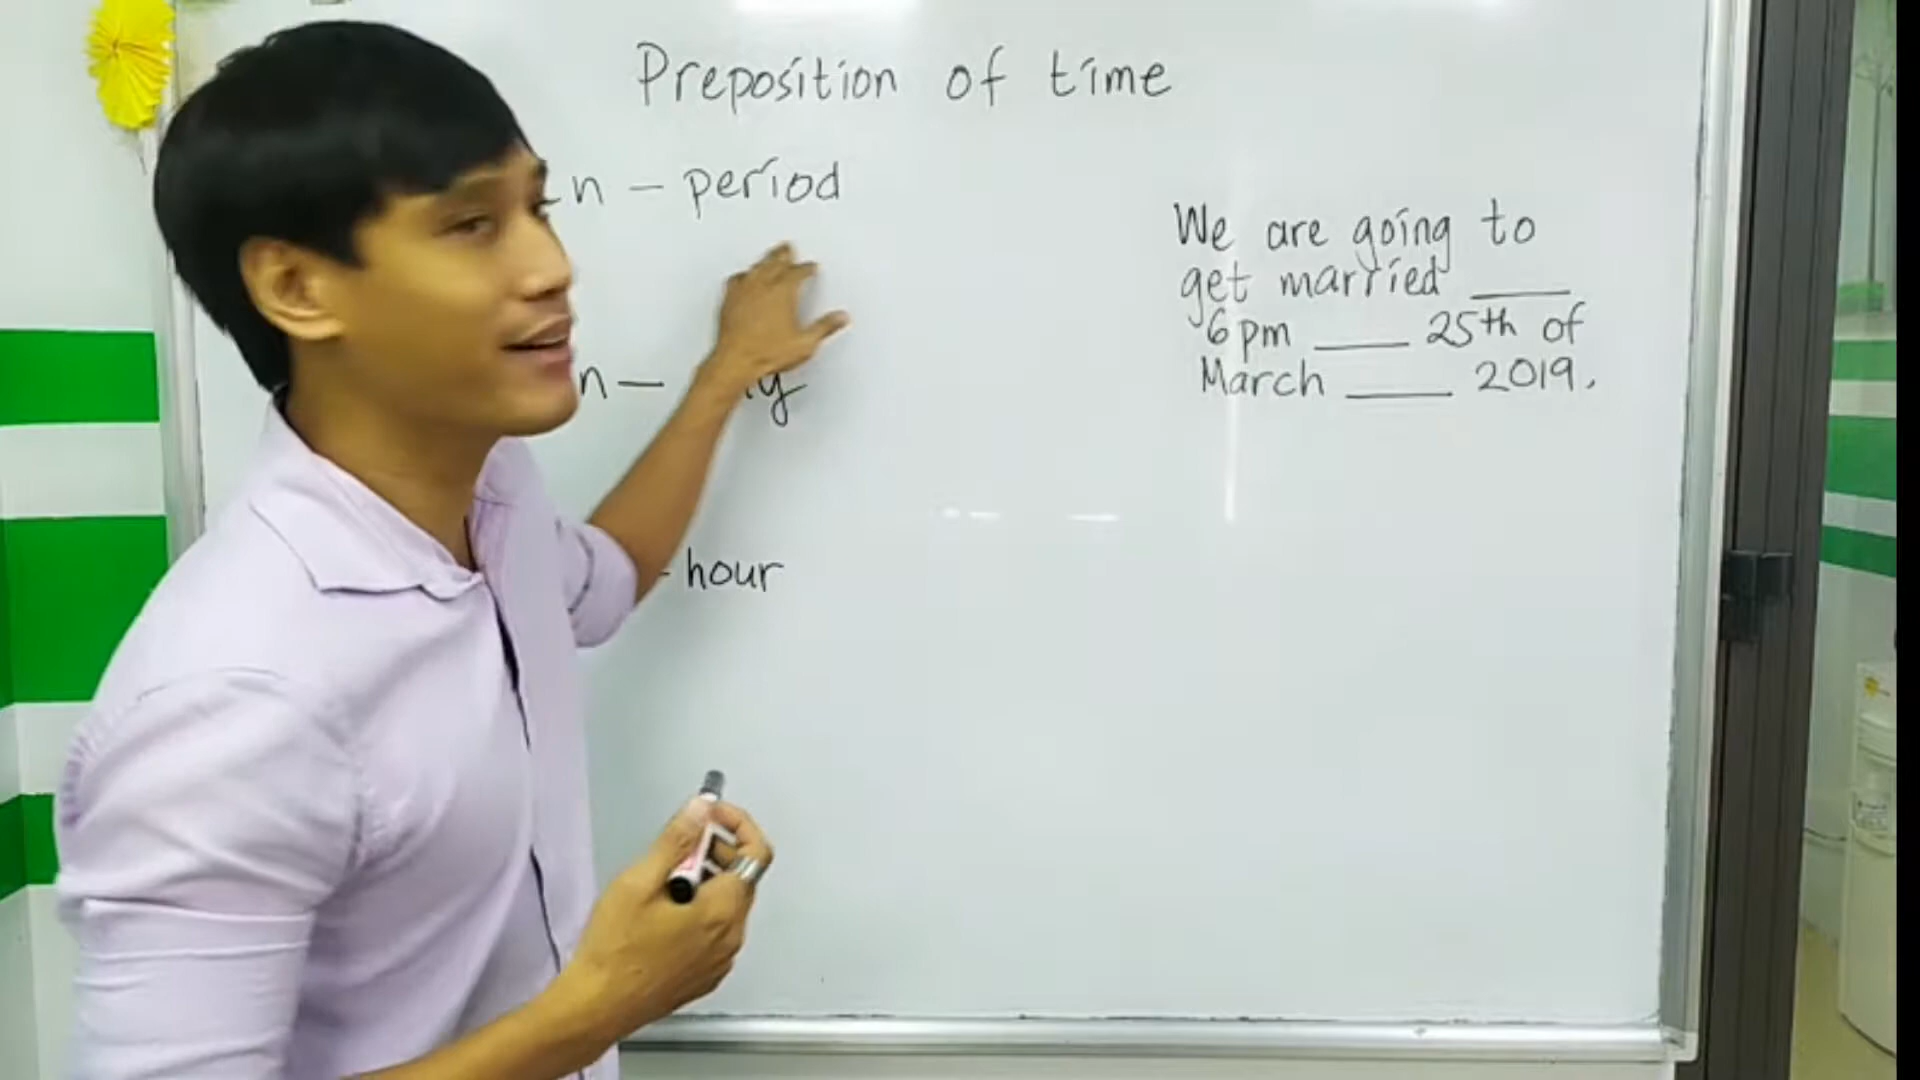 Preposition of time
n - period
n -
- hour
We are going to
get married ____
6pm ____ 25th of
March ____ 2019.